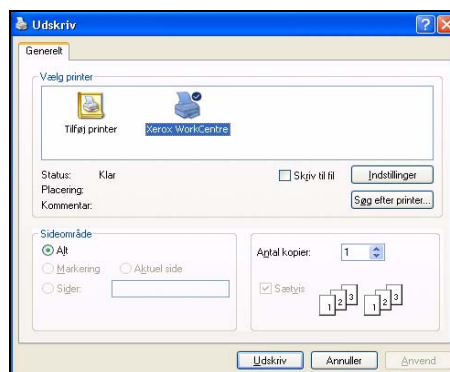 Udskriv
Generelt
Vælg printer
Tilføj printer
Xerox WorkCentre
Status: Klar
Placering:
Kommentar:
Skriv til fil
Indstillinger
Søg efter printer...
Sideområde
Alt
Markering
Aktuel side
Sider:
Antal kopier: 1
Sætvis
1 2 3 1 2 3
Udskriv Annuller Anvend